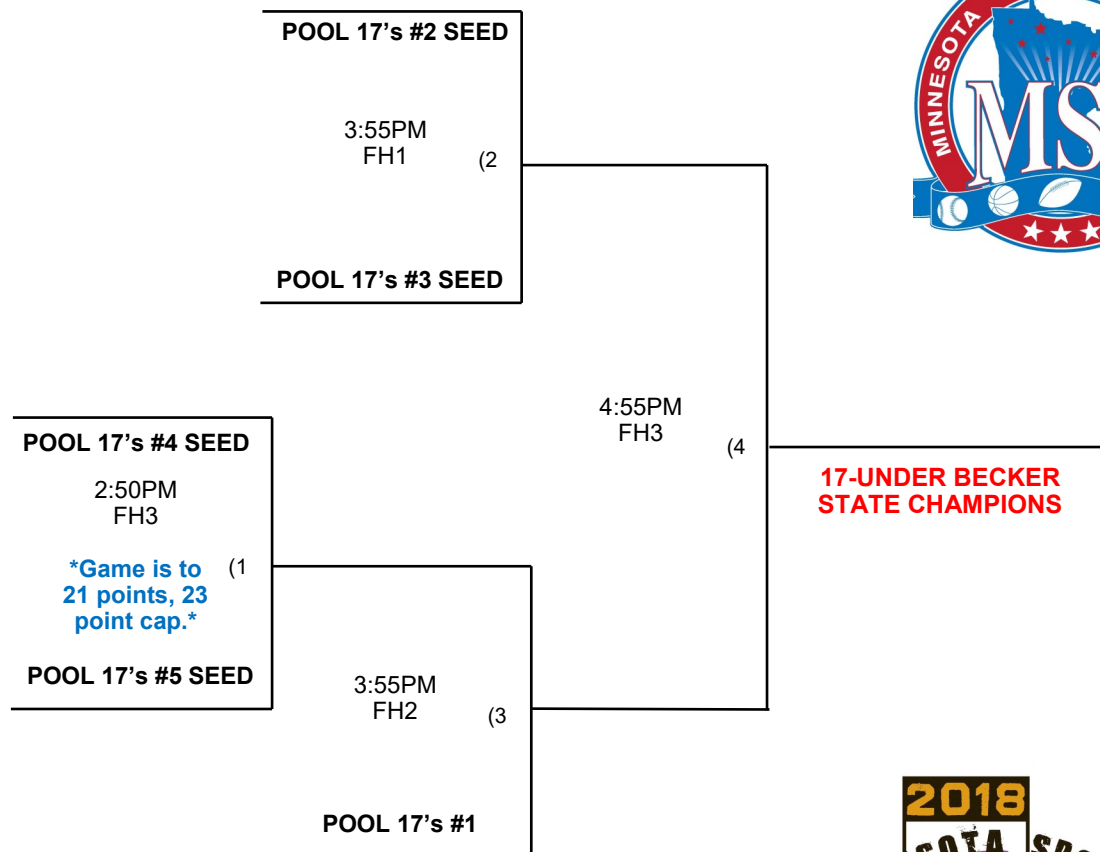 POOL 17’s #2 SEED
3:55PM
FH1
(2
POOL 17’s #3 SEED
MINNESOTA
MS
4:55PM
FH3
(4
17-UNDER BECKER
STATE CHAMPIONS
POOL 17’s #4 SEED
2:50PM
FH3
*Game is to
21 points, 23
point cap.*
(1
POOL 17’s #5 SEED
3:55PM
FH2
(3
POOL 17’s #1
2018